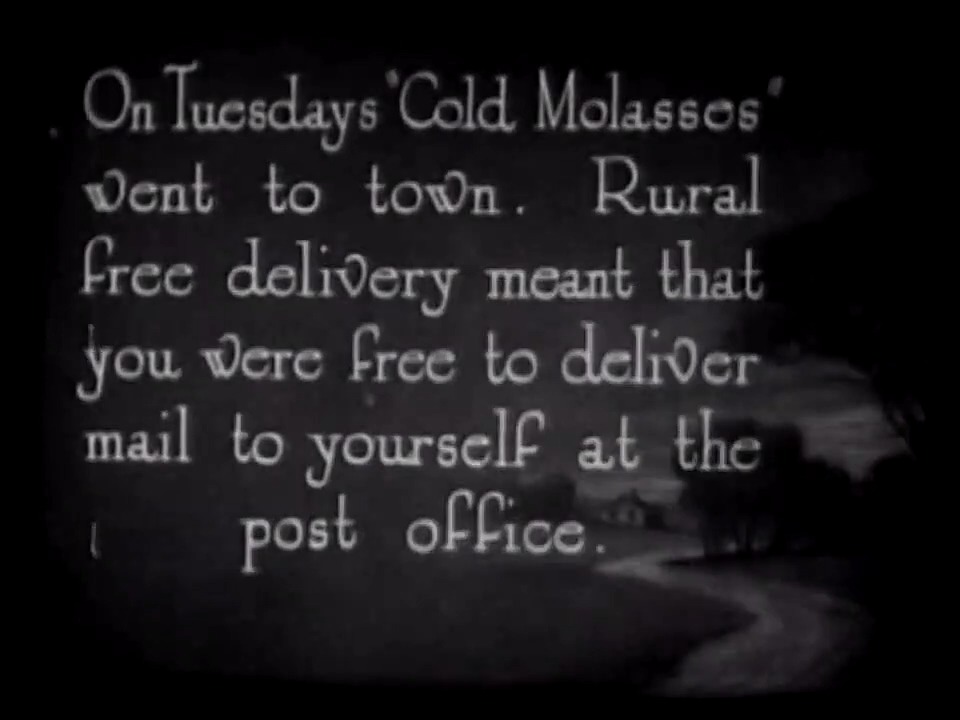 On Tuesdays "Cold Molasses"
went to town. Rural
free delivery meant that
you were free to deliver
mail to yourself at the
post office.